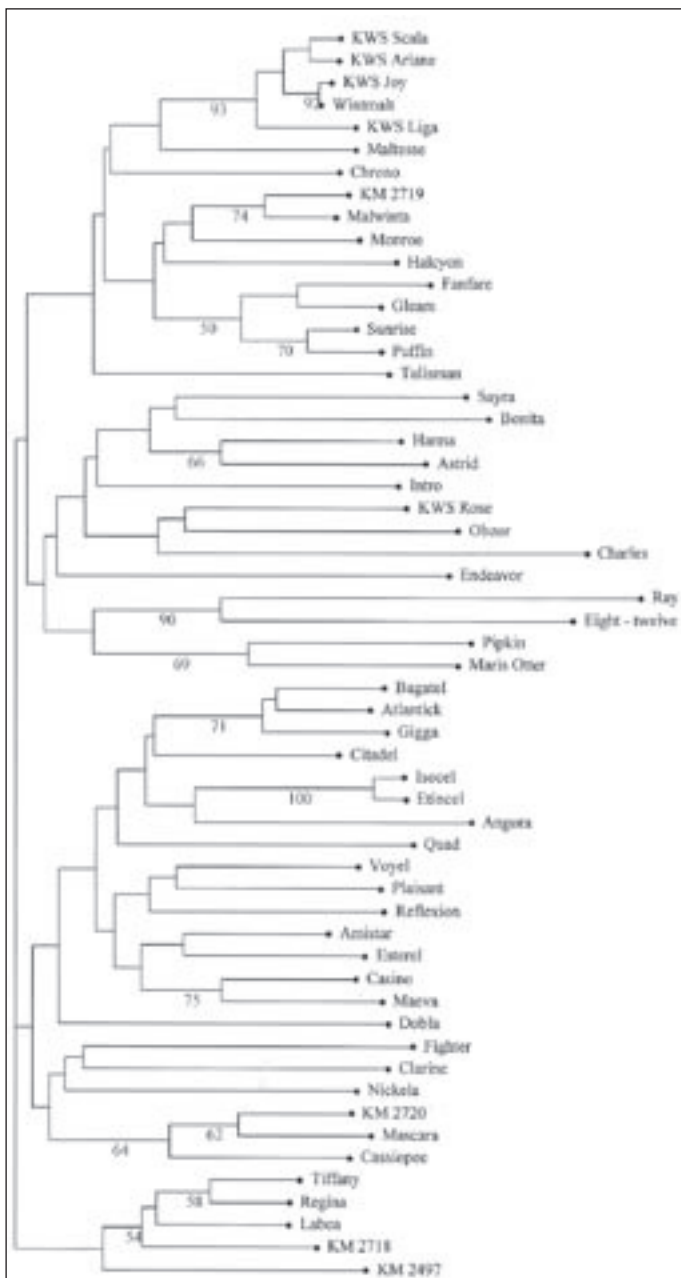 KWS Scala
KWS Ariane
KWS Joy
92
Wintmalt
93
KWS Liga
Maltesse
Chrono
KM 2719
74
Malwinta
Monroe
Halcyon
Fanfare
Gleam
50
Sunrise
70
Puffin
Talisman
Sayra
Bonita
Hanna
66
Astrid
Intro
KWS Rose
Obzor
Charles
Endeavor
Ray
90
Eight - twelve
Pipkin
69
Maris Otter
Bagatel
71
Atlantick
Gigga
Citadel
Isocel
100
Etincel
Angora
Quad
Voyel
Plaisant
Reflexion
Amistar
Esterel
Casino
75
Maeva
Dobla
Fighter
Clarine
Nickela
KM 2720
62
Mascara
64
Cassiopee
Tiffany
58
Regina
Labea
54
KM 2718
KM 2497